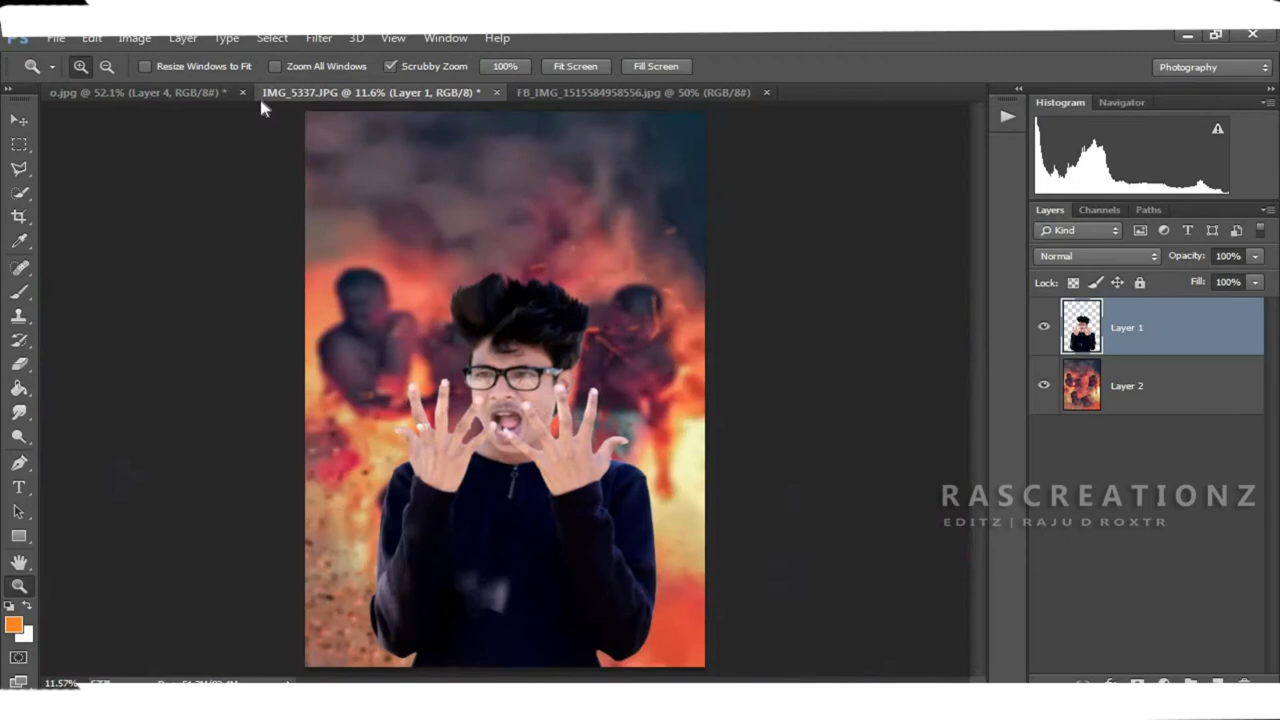 Ps File Edit Image Layer Type Select Filter 3D View Window Help
Resize Windows to Fit Zoom All Windows Scrubby Zoom 100% Fit Screen Fill Screen Photography
o.jpg @ 52.1% (Layer 4, RGB/8#) * × IMG_5337.JPG @ 11.6% (Layer 1, RGB/8) * × FB_IMG_1515584958556.jpg @ 50% (RGB/8#) ×
Histogram Navigator
Layers Channels Paths
Kind
Normal Opacity: 100%
Lock: Fill: 100%
Layer 1
Layer 2
RASCREATIONZ
EDITZ | RAJU D ROXTR
11.57%